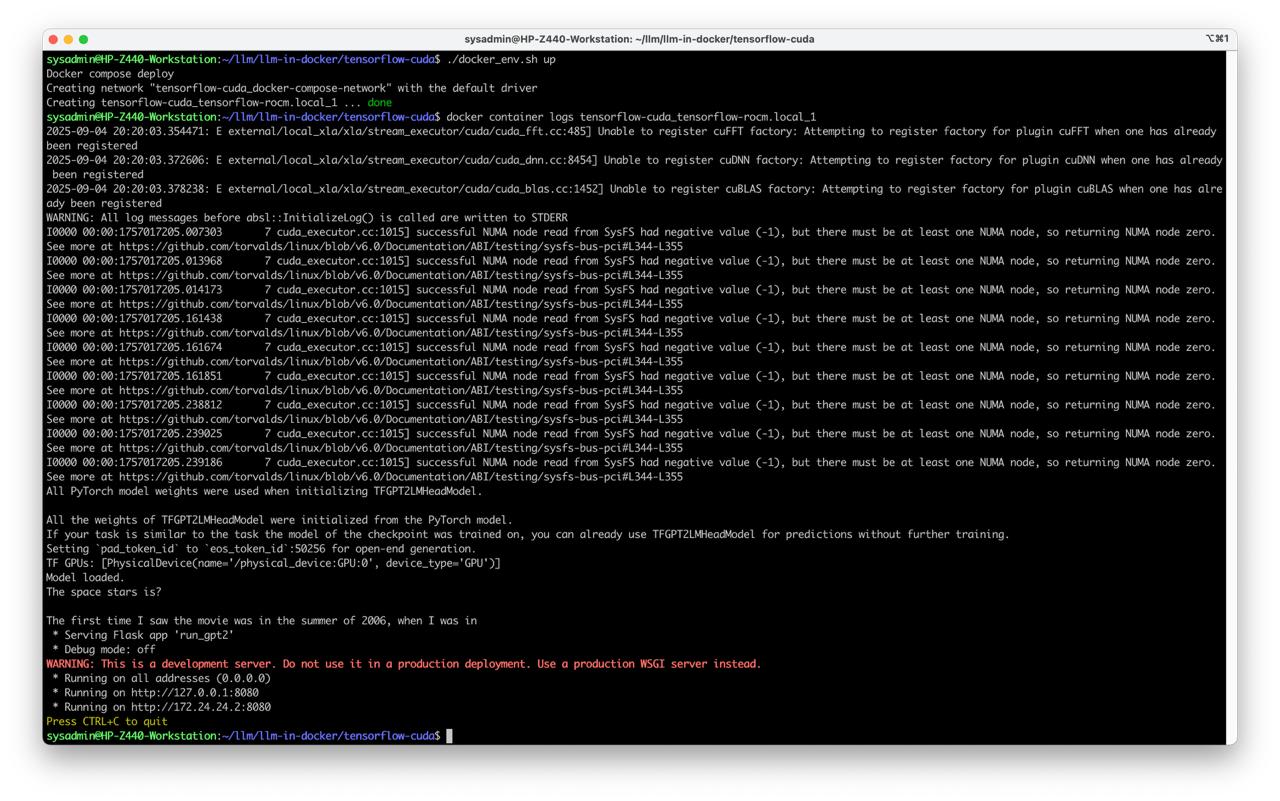 sysadmin@HP-Z440-Workstation: ~/llm/llm-in-docker/tensorflow-cuda
⌥⌘1
sysadmin@HP-Z440-Workstation:~/llm/llm-in-docker/tensorflow-cuda$ ./docker_env.sh up
Docker compose deploy
Creating network "tensorflow-cuda_docker-compose-network" with the default driver
Creating tensorflow-cuda_tensorflow-rocm.local_1 ... done
sysadmin@HP-Z440-Workstation:~/llm/llm-in-docker/tensorflow-cuda$ docker container logs tensorflow-cuda_tensorflow-rocm.local_1
2025-09-04 20:20:03.354471: E external/local_xla/xla/stream_executor/cuda/cuda_fft.cc:485] Unable to register cuFFT factory: Attempting to register factory for plugin cuFFT when one has already
been registered
2025-09-04 20:20:03.372606: E external/local_xla/xla/stream_executor/cuda/cuda_dnn.cc:8454] Unable to register cuDNN factory: Attempting to register factory for plugin cuDNN when one has already
 been registered
2025-09-04 20:20:03.378238: E external/local_xla/xla/stream_executor/cuda/cuda_blas.cc:1452] Unable to register cuBLAS factory: Attempting to register factory for plugin cuBLAS when one has alre
ady been registered
WARNING: All log messages before absl::InitializeLog() is called are written to STDERR
I0000 00:00:1757017205.007303       7 cuda_executor.cc:1015] successful NUMA node read from SysFS had negative value (-1), but there must be at least one NUMA node, so returning NUMA node zero.
See more at https://github.com/torvalds/linux/blob/v6.0/Documentation/ABI/testing/sysfs-bus-pci#L344-L355
I0000 00:00:1757017205.013968       7 cuda_executor.cc:1015] successful NUMA node read from SysFS had negative value (-1), but there must be at least one NUMA node, so returning NUMA node zero.
See more at https://github.com/torvalds/linux/blob/v6.0/Documentation/ABI/testing/sysfs-bus-pci#L344-L355
I0000 00:00:1757017205.014173       7 cuda_executor.cc:1015] successful NUMA node read from SysFS had negative value (-1), but there must be at least one NUMA node, so returning NUMA node zero.
See more at https://github.com/torvalds/linux/blob/v6.0/Documentation/ABI/testing/sysfs-bus-pci#L344-L355
I0000 00:00:1757017205.161438       7 cuda_executor.cc:1015] successful NUMA node read from SysFS had negative value (-1), but there must be at least one NUMA node, so returning NUMA node zero.
See more at https://github.com/torvalds/linux/blob/v6.0/Documentation/ABI/testing/sysfs-bus-pci#L344-L355
I0000 00:00:1757017205.161674       7 cuda_executor.cc:1015] successful NUMA node read from SysFS had negative value (-1), but there must be at least one NUMA node, so returning NUMA node zero.
See more at https://github.com/torvalds/linux/blob/v6.0/Documentation/ABI/testing/sysfs-bus-pci#L344-L355
I0000 00:00:1757017205.161851       7 cuda_executor.cc:1015] successful NUMA node read from SysFS had negative value (-1), but there must be at least one NUMA node, so returning NUMA node zero.
See more at https://github.com/torvalds/linux/blob/v6.0/Documentation/ABI/testing/sysfs-bus-pci#L344-L355
I0000 00:00:1757017205.238812       7 cuda_executor.cc:1015] successful NUMA node read from SysFS had negative value (-1), but there must be at least one NUMA node, so returning NUMA node zero.
See more at https://github.com/torvalds/linux/blob/v6.0/Documentation/ABI/testing/sysfs-bus-pci#L344-L355
I0000 00:00:1757017205.239025       7 cuda_executor.cc:1015] successful NUMA node read from SysFS had negative value (-1), but there must be at least one NUMA node, so returning NUMA node zero.
See more at https://github.com/torvalds/linux/blob/v6.0/Documentation/ABI/testing/sysfs-bus-pci#L344-L355
I0000 00:00:1757017205.239186       7 cuda_executor.cc:1015] successful NUMA node read from SysFS had negative value (-1), but there must be at least one NUMA node, so returning NUMA node zero.
See more at https://github.com/torvalds/linux/blob/v6.0/Documentation/ABI/testing/sysfs-bus-pci#L344-L355
All PyTorch model weights were used when initializing TFGPT2LMHeadModel.

All the weights of TFGPT2LMHeadModel were initialized from the PyTorch model.
If your task is similar to the task the model of the checkpoint was trained on, you can already use TFGPT2LMHeadModel for predictions without further training.
Setting `pad_token_id` to `eos_token_id`:50256 for open-end generation.
TF GPUs: [PhysicalDevice(name='/physical_device:GPU:0', device_type='GPU')]
Model loaded.
The space stars is?

The first time I saw the movie was in the summer of 2006, when I was in
 * Serving Flask app 'run_gpt2'
 * Debug mode: off
WARNING: This is a development server. Do not use it in a production deployment. Use a production WSGI server instead.
 * Running on all addresses (0.0.0.0)
 * Running on http://127.0.0.1:8080
 * Running on http://172.24.24.2:8080
Press CTRL+C to quit
sysadmin@HP-Z440-Workstation:~/llm/llm-in-docker/tensorflow-cuda$